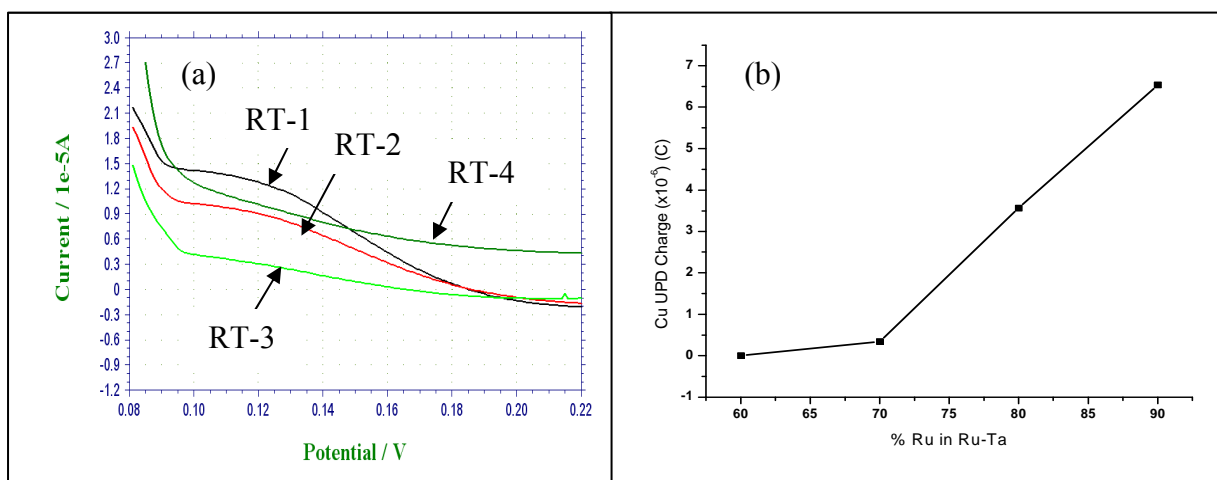 (a)
RT-1
RT-2
RT-4
RT-3
Current / 1e-5A
3.0
2.7
2.4
2.1
1.8
1.5
1.2
0.9
0.6
0.3
0
-0.3
-0.6
-0.9
-1.2
0.08 0.10 0.12 0.14 0.16 0.18 0.20 0.22
Potential / V
(b)
Cu UPD Charge (x10⁻⁶) (C)
7
6
5
4
3
2
1
0
-1
60 65 70 75 80 85 90
% Ru in Ru-Ta